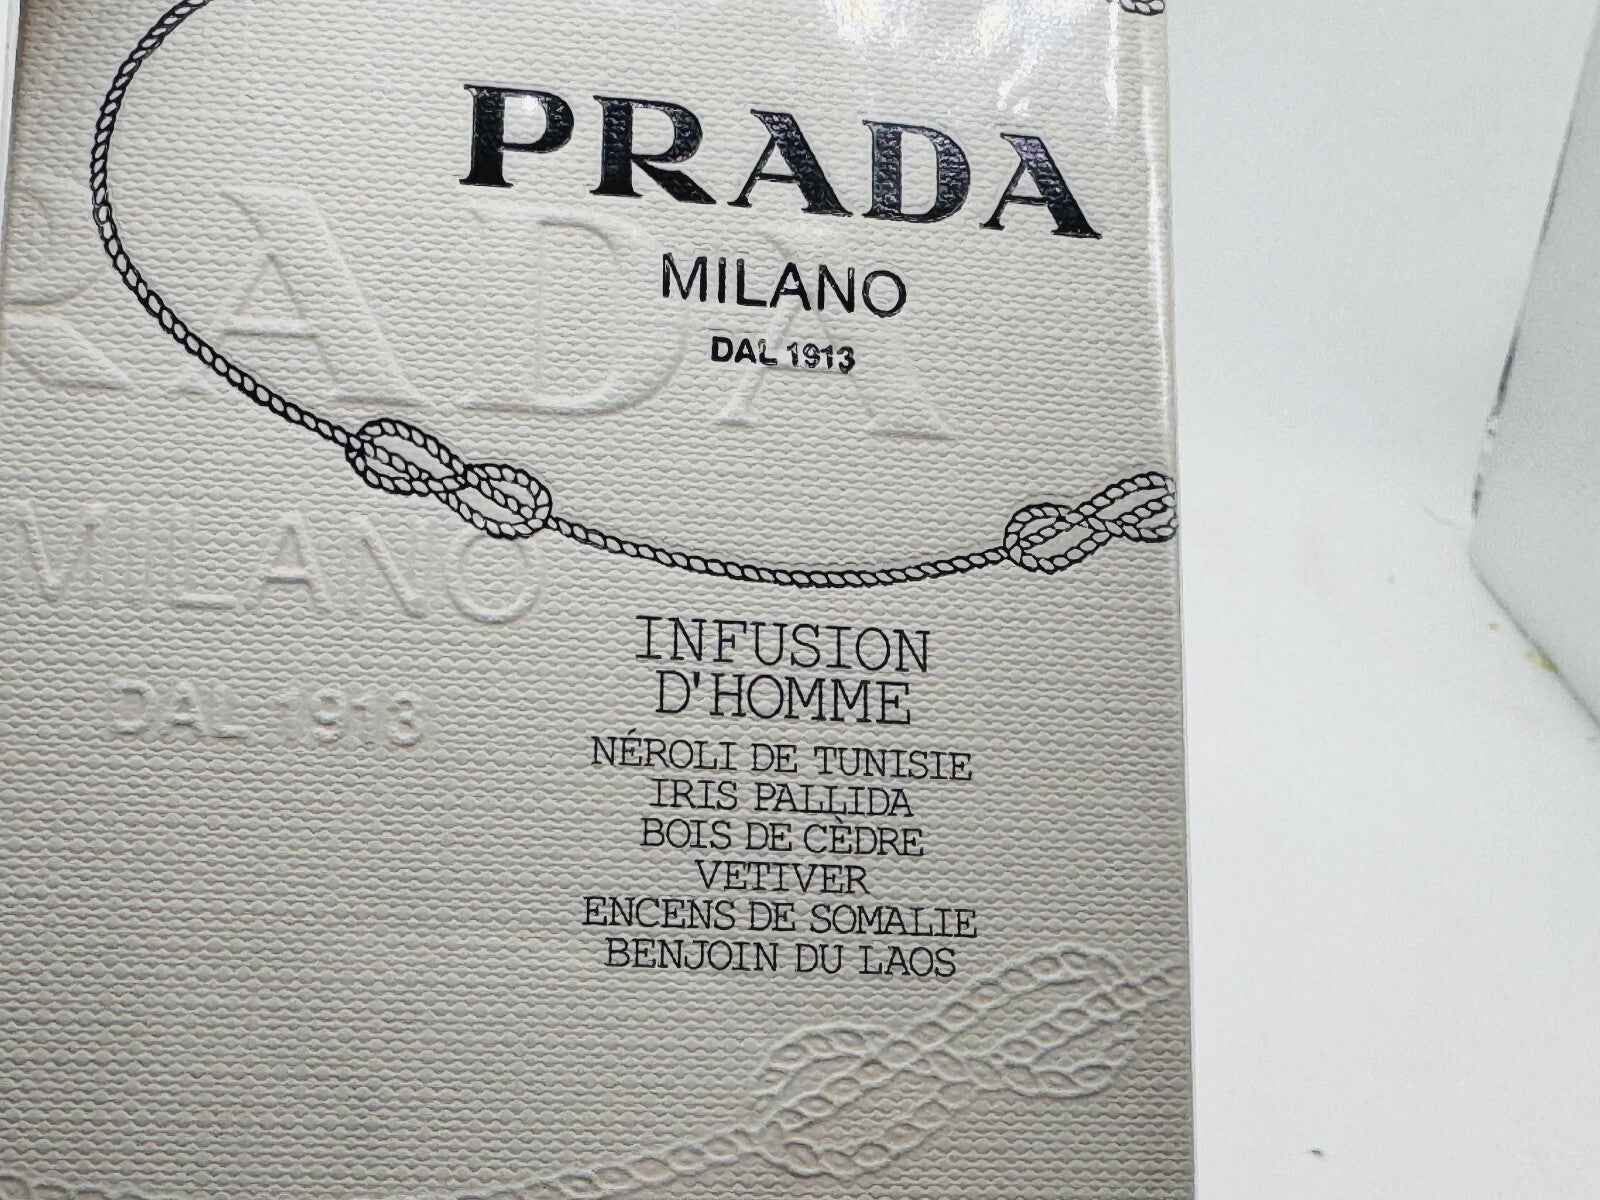 PRADA
MILANO
DAL 1913
RADA
MILANO
DAL 1913
INFUSION
D'HOMME
NÉROLI DE TUNISIE
IRIS PALLIDA
BOIS DE CÈDRE
VETIVER
ENCENS DE SOMALIE
BENJOIN DU LAOS